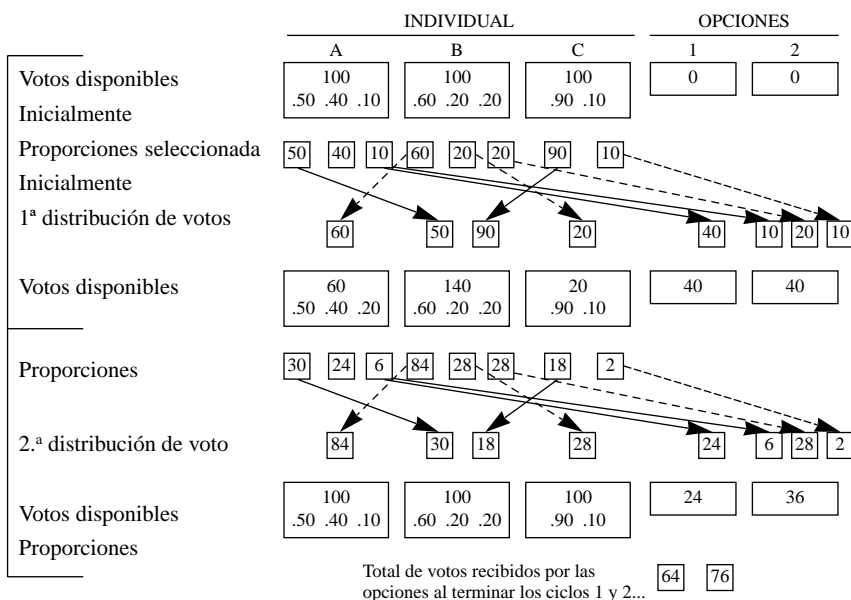 INDIVIDUAL OPCIONES
A B C 1 2
Votos disponibles 100 100 100 0 0
Inicialmente .50 .40 .10 .60 .20 .20 .90 .10
Proporciones seleccionada 50 40 10 60 20 20 90 10
Inicialmente
1ª distribución de votos 60 50 90 20 40 10 20 10
Votos disponibles 60 140 20 40 40
.50 .40 .20 .60 .20 .20 .90 .10
Proporciones 30 24 6 84 28 28 18 2
2.ª distribución de voto 84 30 18 28 24 6 28 2
Votos disponibles 100 100 100 24 36
Proporciones .50 .40 .10 .60 .20 .20 .90 .10
Total de votos recibidos por las 64 76
opciones al terminar los ciclos 1 y 2...